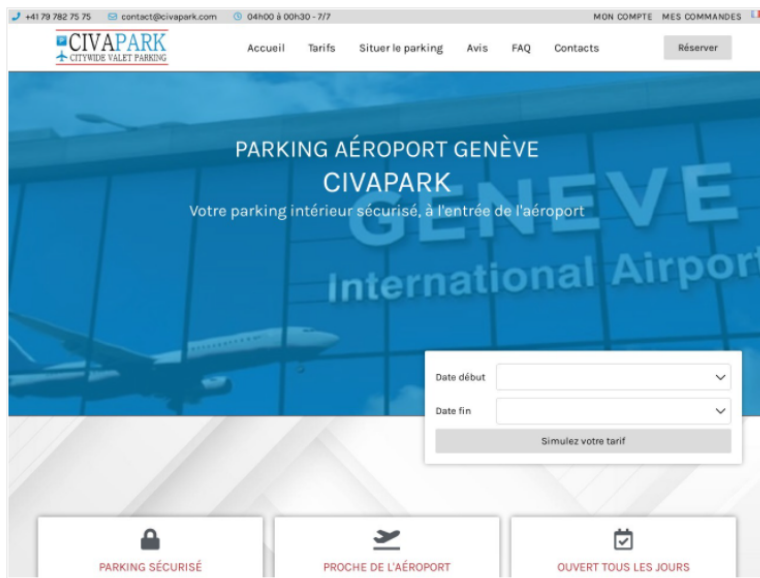 +41 79 782 75 75 contact@civapark.com 04h00 à 00h30 - 7/7 MON COMPTE MES COMMANDES
CIVAPARK
CITYWIDE VALET PARKING
Accueil Tarifs Situer le parking Avis FAQ Contacts Réserver
PARKING AÉROPORT GENÈVE
CIVAPARK
Votre parking intérieur sécurisé, à l'entrée de l'aéroport
GENEVE
International Airport
Date début
Date fin
Simulez votre tarif
PARKING SÉCURISÉ PROCHE DE L'AÉROPORT OUVERT TOUS LES JOURS